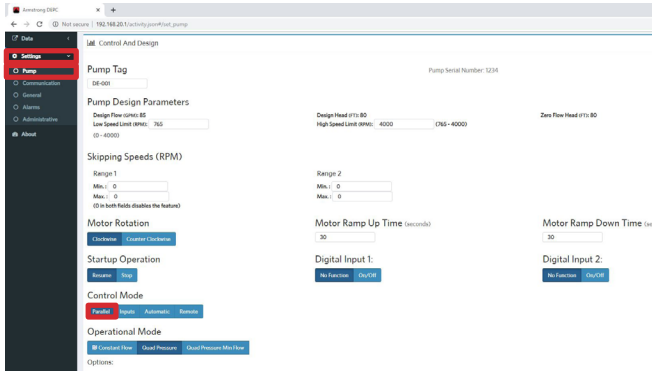 Armstrong DEPC
Not secure | 192.168.20.1/activity.json#/set_pump
Data
Settings
Pump
Communication
General
Alarms
Administrative
About
Control And Design
Pump Tag
Pump Serial Number: 1234
DE-001
Pump Design Parameters
Design Flow (GPM): 85
Design Head (FT): 80
Zero Flow Head (FT): 80
Low Speed Limit (RPM): 765
High Speed Limit (RPM): 4000 (765 - 4000)
(0 - 4000)
Skipping Speeds (RPM)
Range 1
Range 2
Min. : 0
Min. : 0
Max. : 0
Max. : 0
(0 in both fields disables the feature)
Motor Rotation
Motor Ramp Up Time (seconds)
Motor Ramp Down Time
Clockwise Counter Clockwise
30
30
Startup Operation
Digital Input 1:
Digital Input 2:
Resume Stop
No Function On/Off
No Function On/Off
Control Mode
Parallel Inputs Automatic Remote
Operational Mode
Constant Flow Quad Pressure Quad Pressure Min Flow
Options: